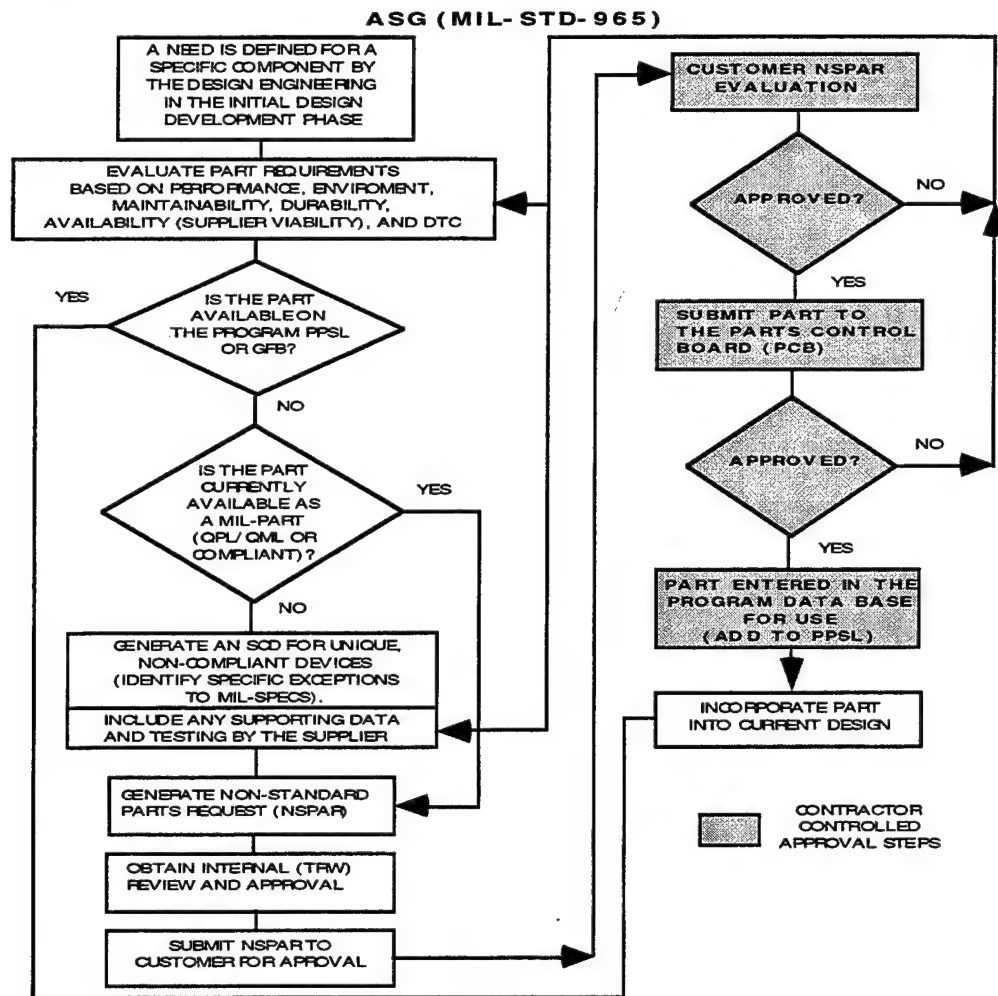 ASG (MIL-STD-965)
A NEED IS DEFINED FOR A
SPECIFIC COMPONENT BY
THE DESIGN ENGINEERING
IN THE INITIAL DESIGN
DEVELOPMENT PHASE
EVALUATE PART REQUIREMENTS
BASED ON PERFORMANCE, ENVIROMENT,
MAINTAINABILITY, DURABILITY,
AVAILABILITY (SUPPLIER VIABILITY), AND DTC
YES
IS THE PART
AVAILABLE ON
THE PROGRAM PPSL
OR GFB?
NO
IS THE PART
CURRENTLY
AVAILABLE AS
A MIL-PART
(QPL/QML OR
COMPLIANT)?
YES
NO
GENERATE AN SCD FOR UNIQUE,
NON-COMPLIANT DEVICES
(IDENTIFY SPECIFIC EXCEPTIONS
TO MIL-SPECS).
INCLUDE ANY SUPPORTING DATA
AND TESTING BY THE SUPPLIER
GENERATE NON-STANDARD
PARTS REQUEST (NSPAR)
OBTAIN INTERNAL (TRW)
REVIEW AND APPROVAL
SUBMIT NSPAR TO
CUSTOMER FOR APROVAL
CUSTOMER NSPAR
EVALUATION
APPROVED?
NO
YES
SUBMIT PART TO
THE PARTS CONTROL
BOARD (PCB)
APPROVED?
NO
YES
PART ENTERED IN THE
PROGRAM DATA BASE
FOR USE
(ADD TO PPSL)
INCORPORATE PART
INTO CURRENT DESIGN
CONTRACTOR
CONTROLLED
APPROVAL STEPS